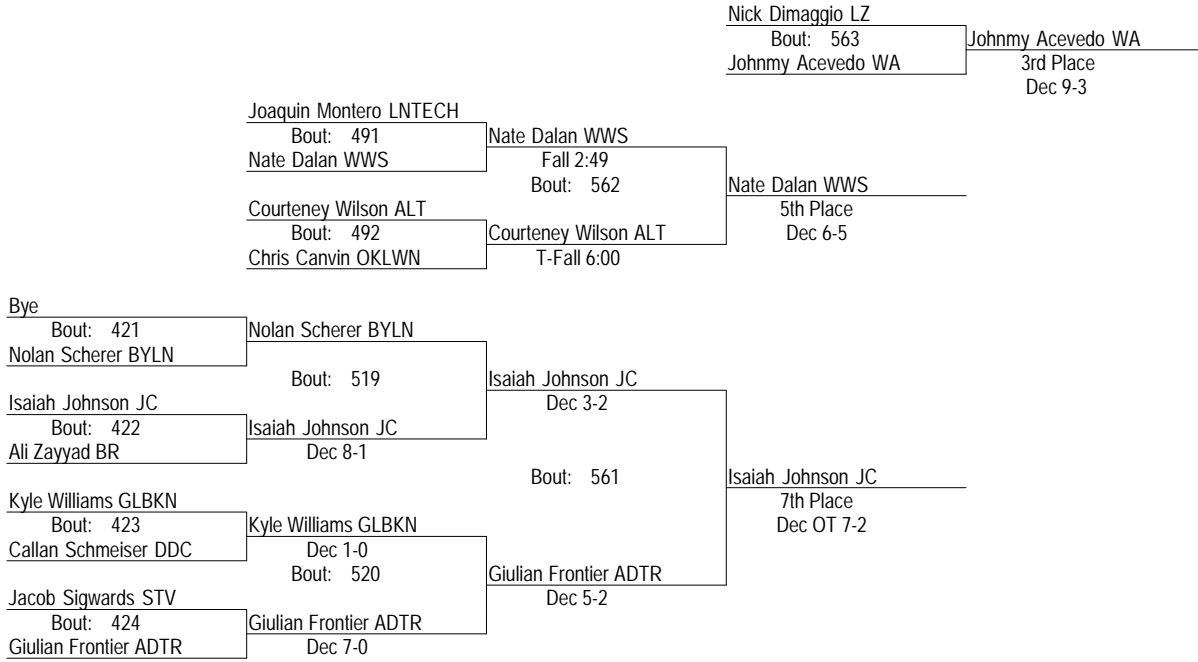 Nick Dimaggio LZ
Bout: 563
Johnmy Acevedo WA
Johnmy Acevedo WA
3rd Place
Dec 9-3
Joaquin Montero LNTECH
Bout: 491
Nate Dalan WWS
Nate Dalan WWS
Fall 2:49
Bout: 562
Nate Dalan WWS
5th Place
Dec 6-5
Courteney Wilson ALT
Bout: 492
Chris Canvin OKLWN
Courteney Wilson ALT
T-Fall 6:00
Bye
Bout: 421
Nolan Scherer BYLN
Nolan Scherer BYLN
Bout: 519
Isaiah Johnson JC
Dec 3-2
Isaiah Johnson JC
Bout: 422
Ali Zayyad BR
Isaiah Johnson JC
Dec 8-1
Bout: 561
Isaiah Johnson JC
7th Place
Dec OT 7-2
Kyle Williams GLBKN
Bout: 423
Callan Schmeiser DDC
Kyle Williams GLBKN
Dec 1-0
Bout: 520
Giulian Frontier ADTR
Dec 5-2
Jacob Sigwards STV
Bout: 424
Giulian Frontier ADTR
Giulian Frontier ADTR
Dec 7-0